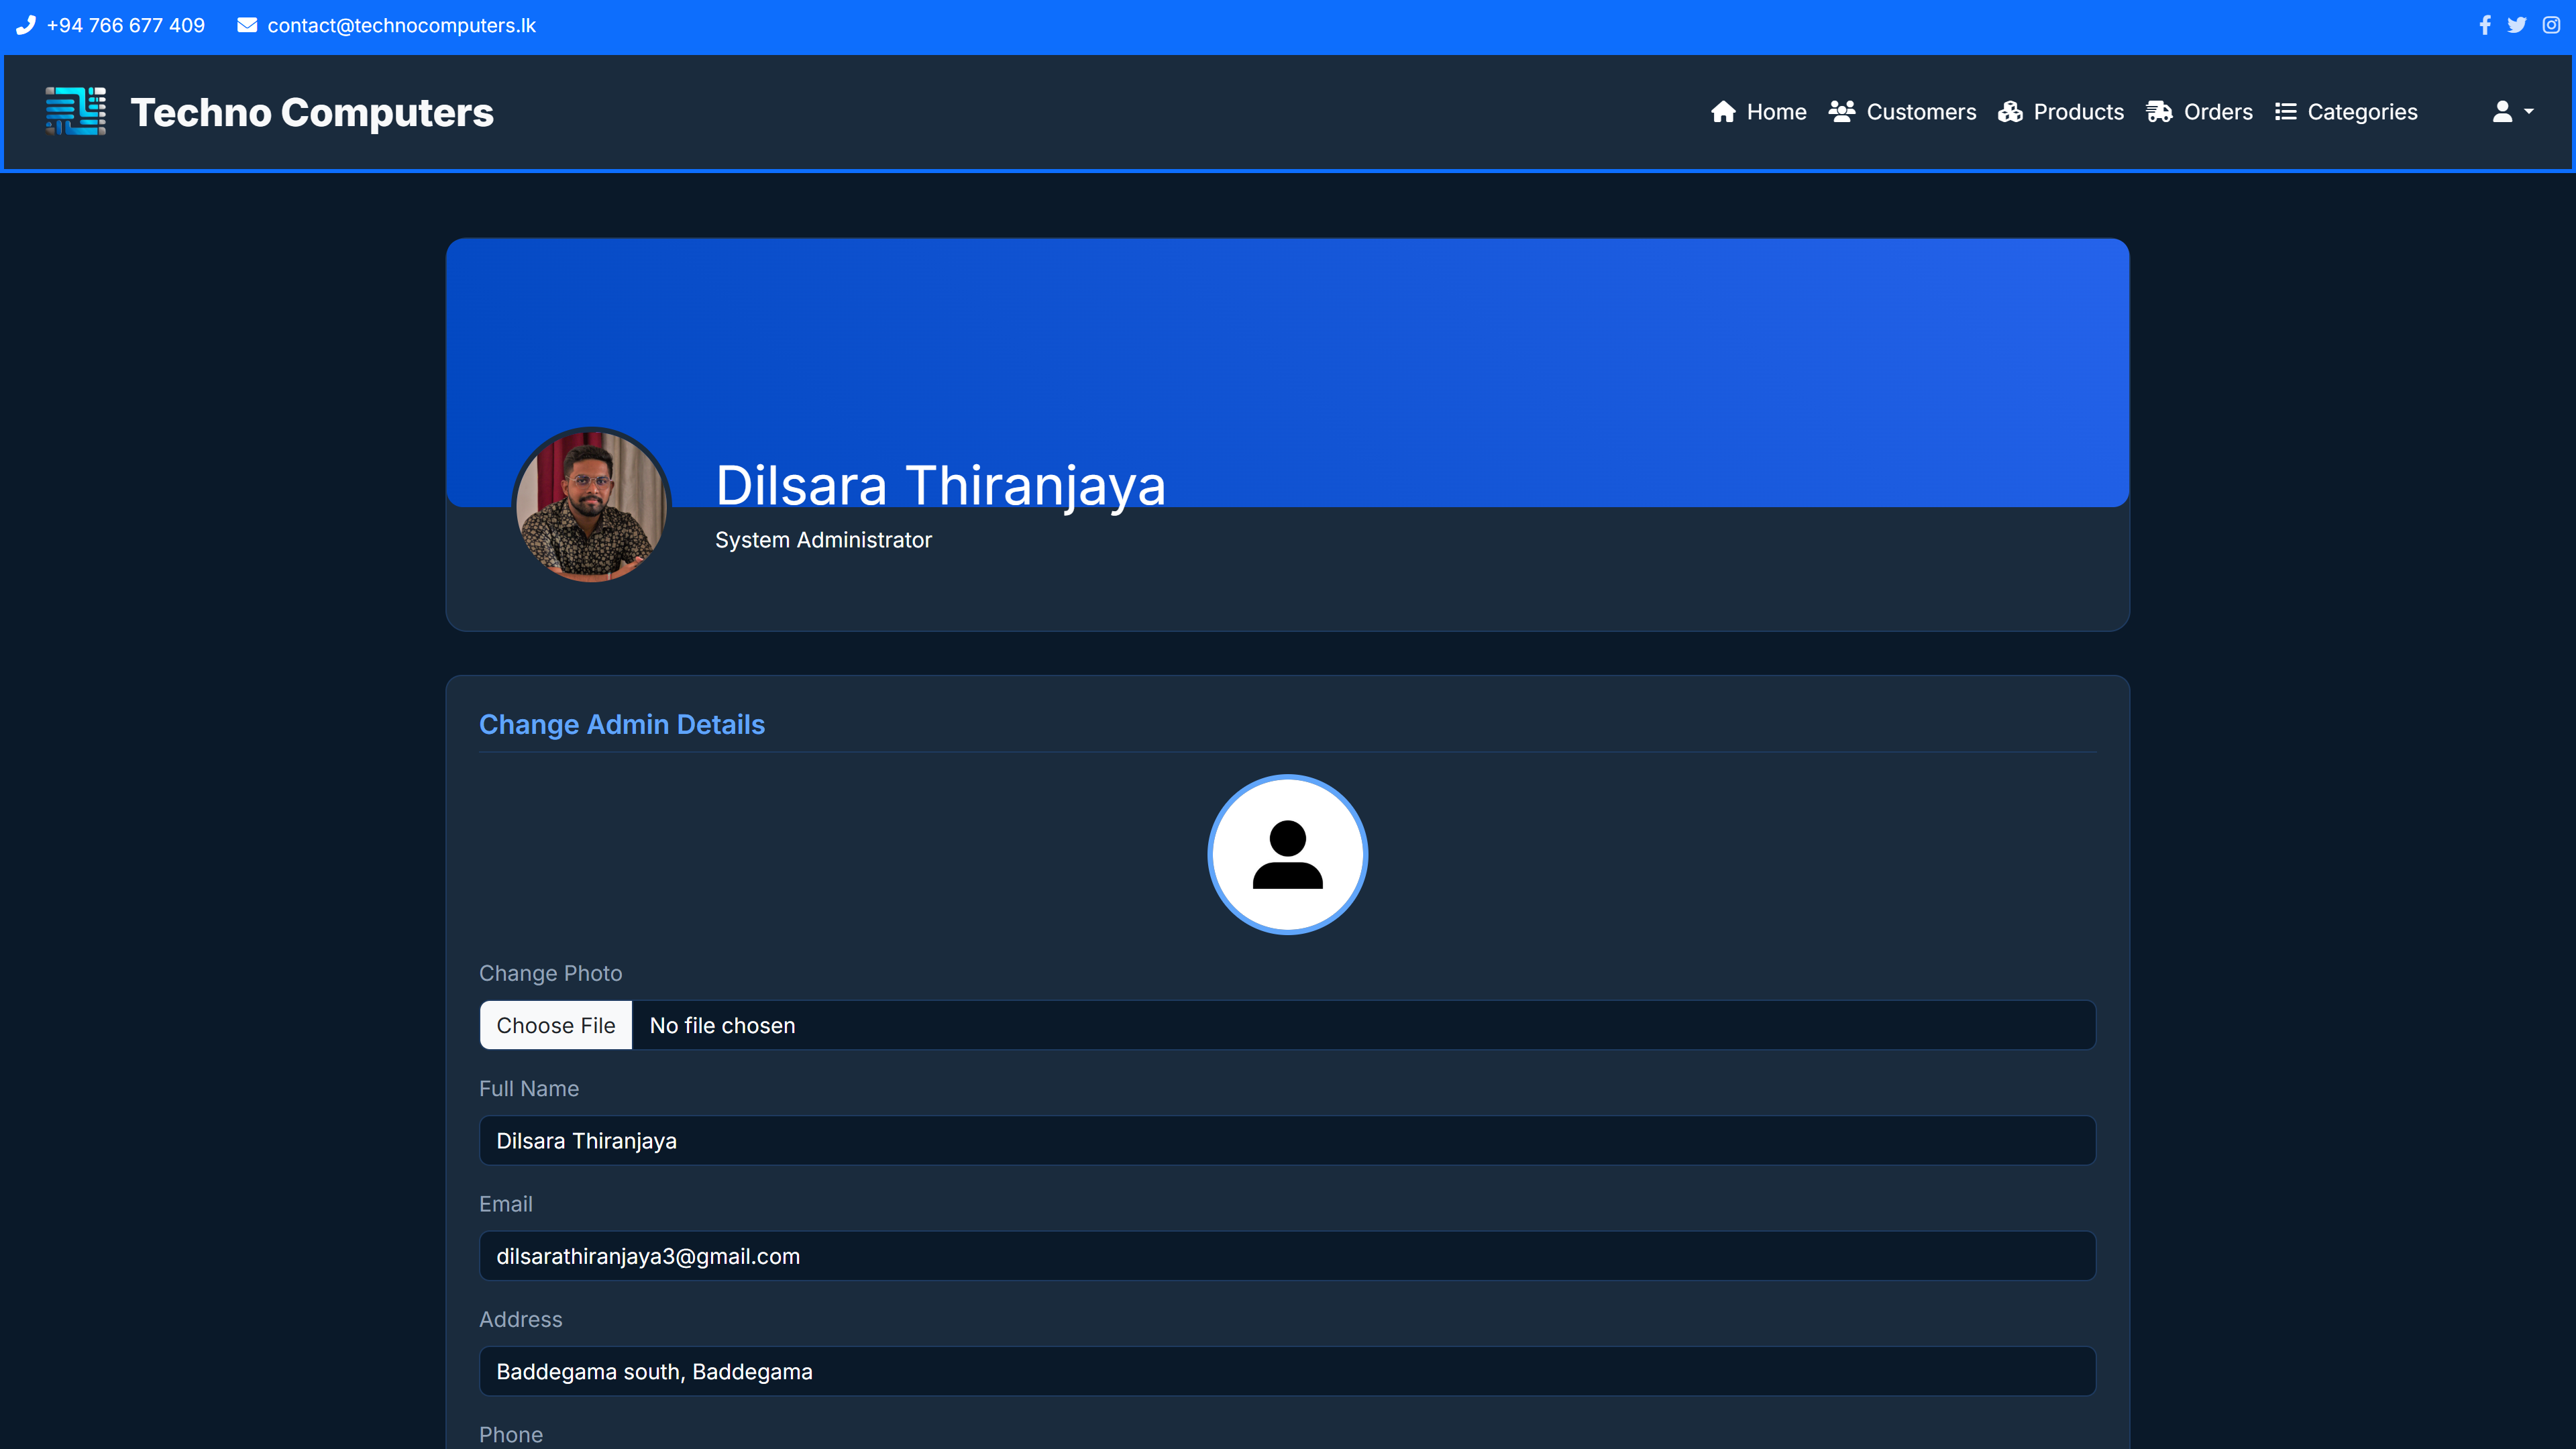 +94 766 677 409
contact@technocomputers.lk
Techno Computers
Home
Customers
Products
Orders
Categories
Dilsara Thiranjaya
System Administrator
Change Admin Details
Change Photo
Choose File
No file chosen
Full Name
Dilsara Thiranjaya
Email
dilsarathiranjaya3@gmail.com
Address
Baddegama south, Baddegama
Phone